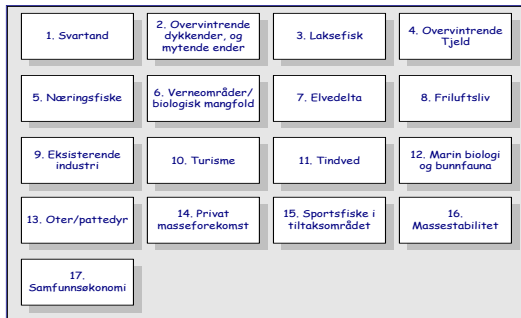 1. Svartand
2. Overvintrende
dykkender, og
mytende ender
3. Laksefisk
4. Overvintrende
Tjeld
5. Næringsfiske
6. Verneområder/
biologisk mangfold
7. Elvedelta
8. Friluftsliv
9. Eksisterende
industri
10. Turisme
11. Tindved
12. Marin biologi
og bunnfauna
13. Oter/pattedyr
14. Privat
masseforekomst
15. Sportsfiske i
tiltaksområdet
16.
Massestabilitet
17.
Samfunnsøkonomi